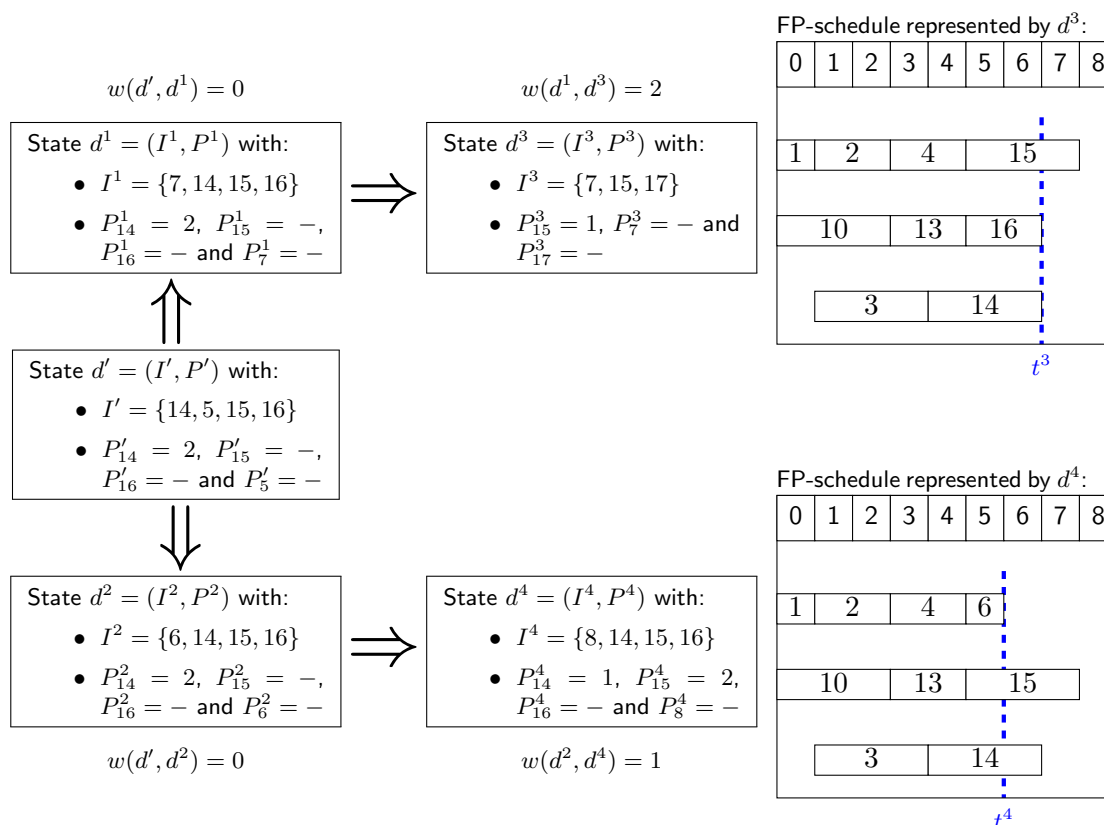 FP-schedule represented by d³:
0 1 2 3 4 5 6 7 8
1 2 4 15
10 13 16
3 14
t³
w(d′, d¹) = 0
State d¹ = (I¹, P¹) with:
• I¹ = {7, 14, 15, 16}
• P¹₁₄ = 2, P¹₁₅ = −,
P¹₁₆ = − and P¹₇ = −
w(d¹, d³) = 2
State d³ = (I³, P³) with:
• I³ = {7, 15, 17}
• P³₁₅ = 1, P³₇ = − and
P³₁₇ = −
State d′ = (I′, P′) with:
• I′ = {14, 5, 15, 16}
• P′₁₄ = 2, P′₁₅ = −,
P′₁₆ = − and P′₅ = −
State d² = (I², P²) with:
• I² = {6, 14, 15, 16}
• P²₁₄ = 2, P²₁₅ = −,
P²₁₆ = − and P²₆ = −
w(d′, d²) = 0
State d⁴ = (I⁴, P⁴) with:
• I⁴ = {8, 14, 15, 16}
• P⁴₁₄ = 1, P⁴₁₅ = 2,
P⁴₁₆ = − and P⁴₈ = −
w(d², d⁴) = 1
FP-schedule represented by d⁴:
0 1 2 3 4 5 6 7 8
1 2 4 6
10 13 15
3 14
t⁴